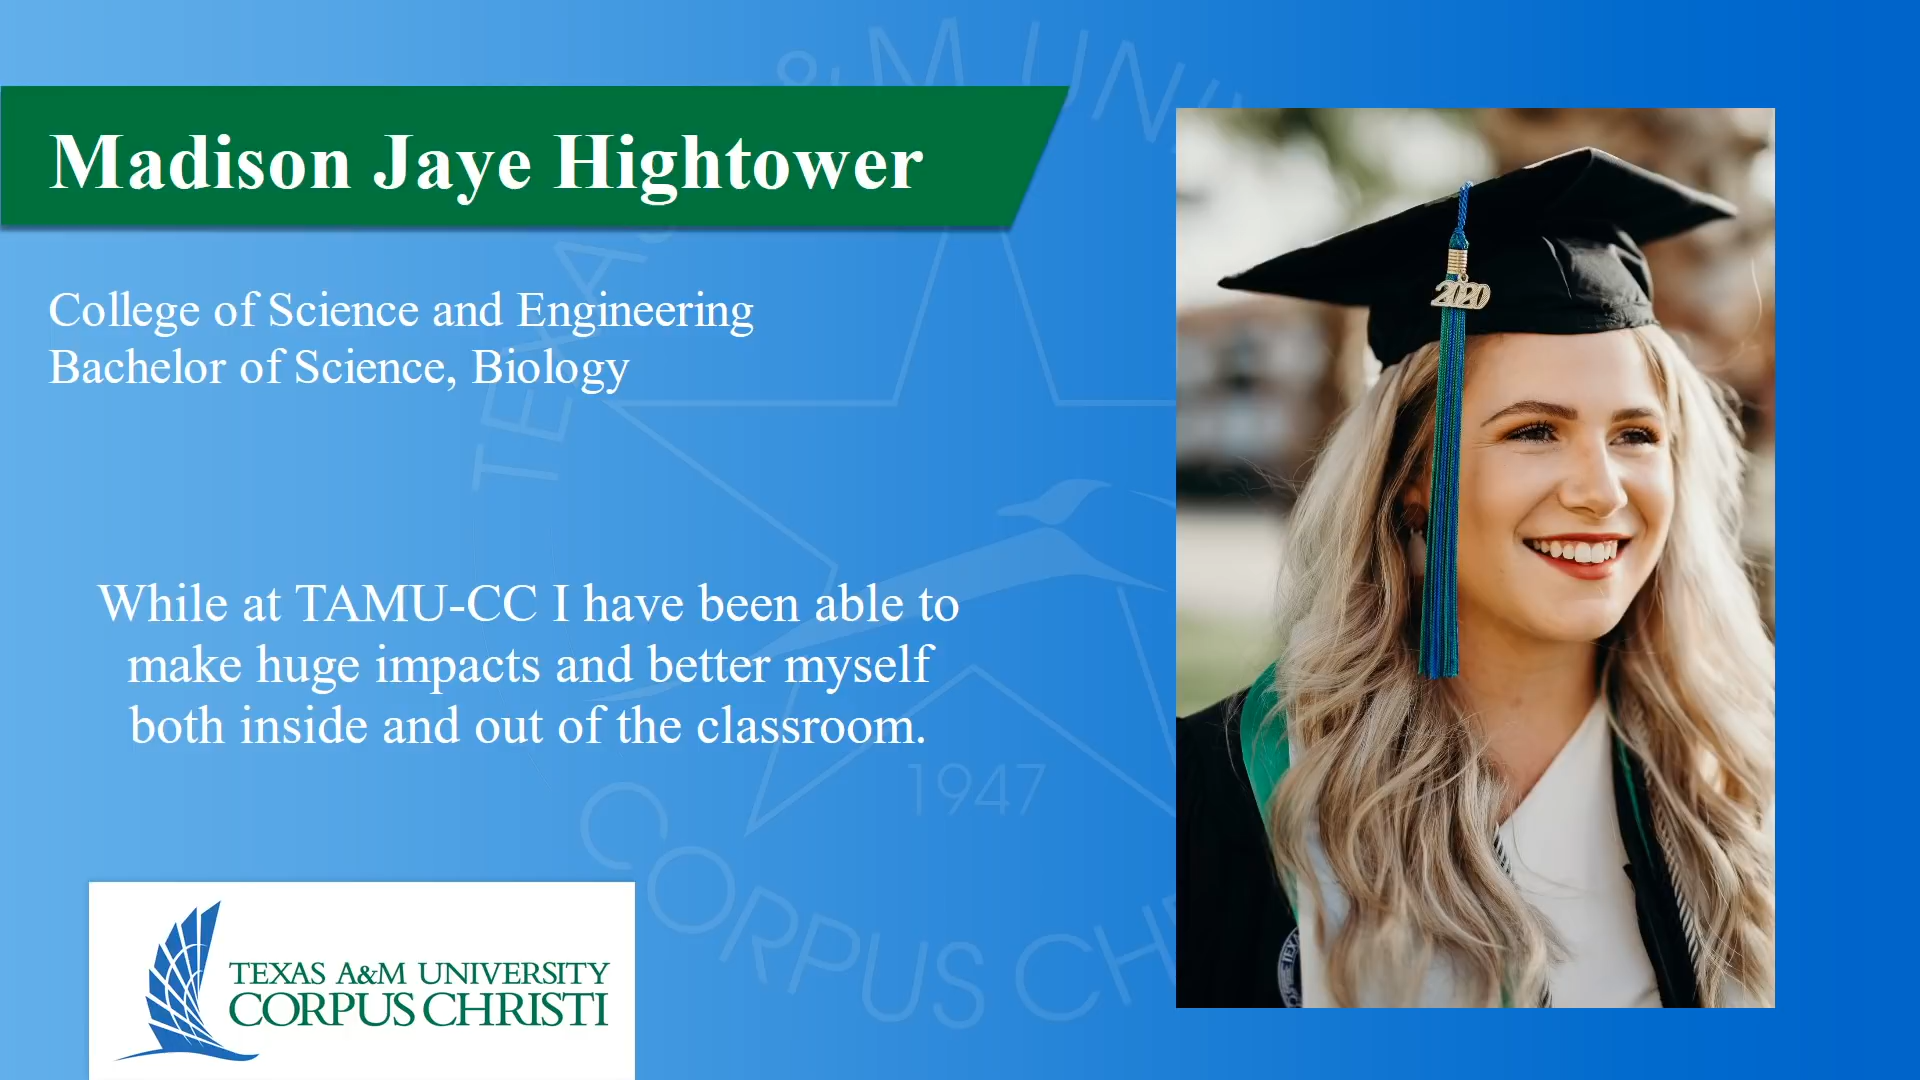 Madison Jaye Hightower
College of Science and Engineering
Bachelor of Science, Biology
While at TAMU-CC I have been able to
make huge impacts and better myself
both inside and out of the classroom.
TEXAS A&M UNIVERSITY
CORPUS CHRISTI
2020
TEXAS
& M UNI
1947
CORPUS CH